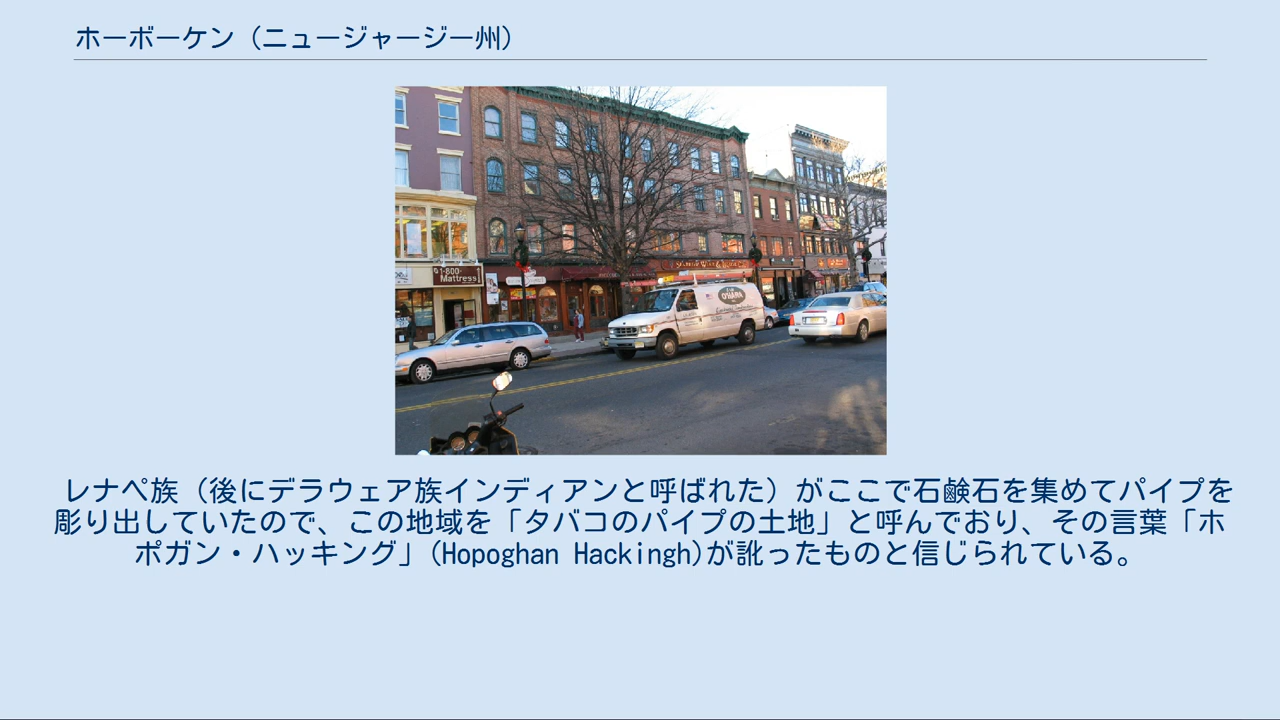 ホーボーケン（ニュージャージー州）
1-800-
Mattress
O'HARA
レナペ族（後にデラウェア族インディアンと呼ばれた）がここで石鹸石を集めてパイプを
彫り出していたので、この地域を「タバコのパイプの土地」と呼んでおり、その言葉「ホ
ポガン・ハッキング」(Hopoghan Hackingh)が訛ったものと信じられている。